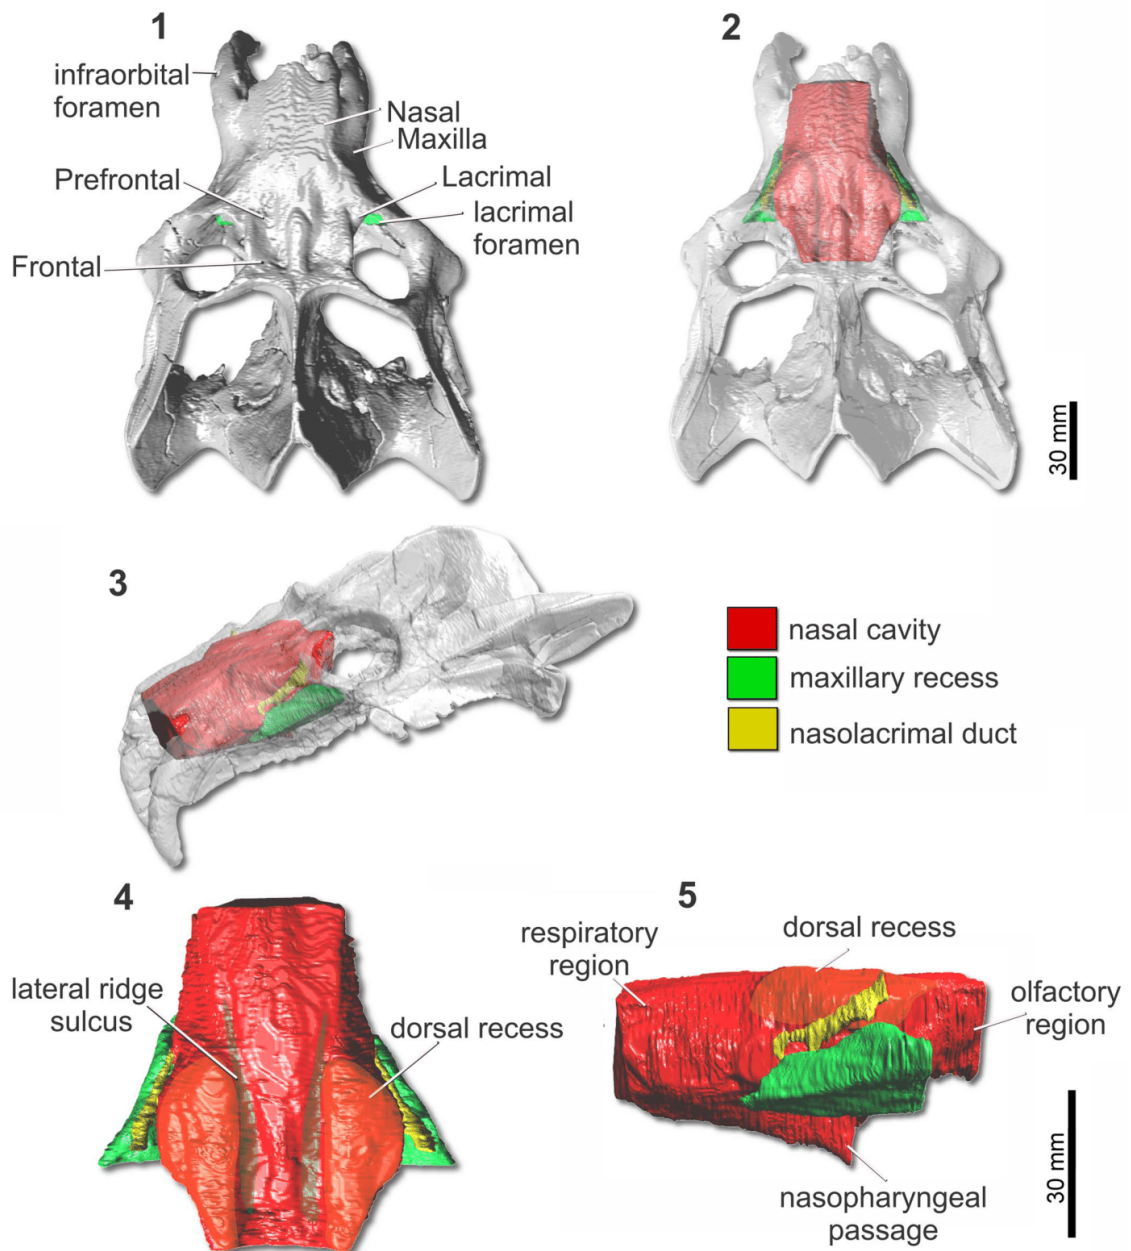 1
infraorbital
foramen
Nasal
Maxilla
Prefrontal
Lacrimal
lacrimal
foramen
Frontal
2
30 mm
3
nasal cavity
maxillary recess
nasolacrimal duct
4
lateral ridge
sulcus
dorsal recess
5
respiratory
region
dorsal recess
olfactory
region
nasopharyngeal
passage
30 mm